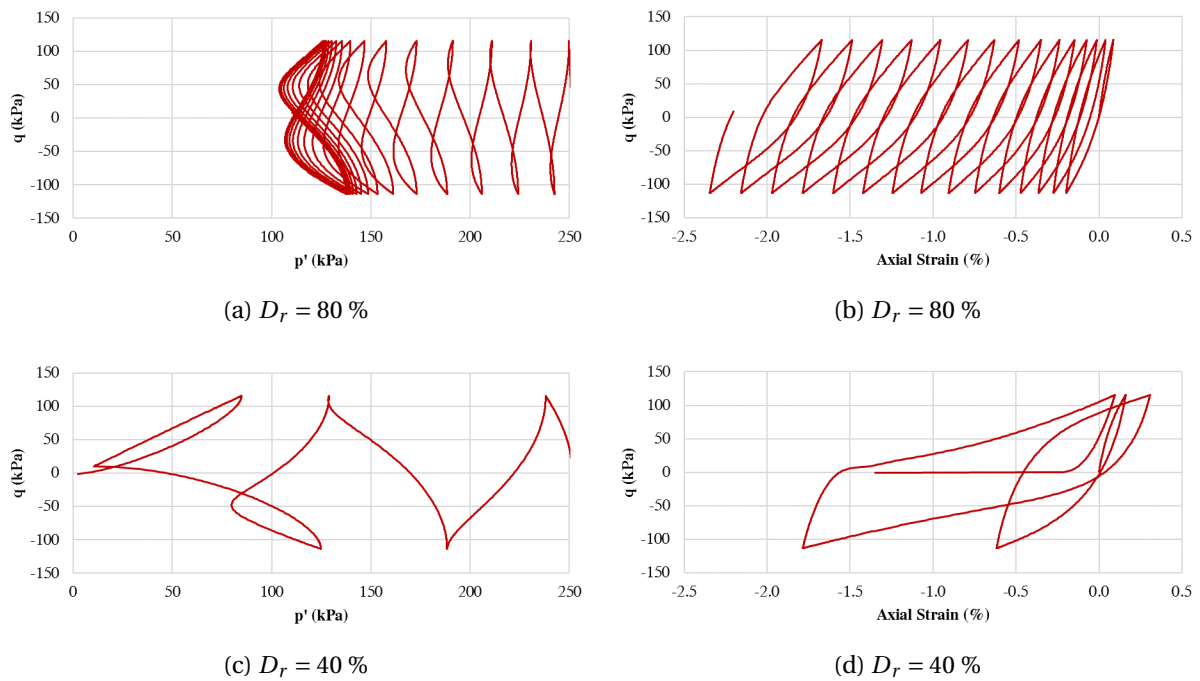 150
100
50
0
-50
-100
-150
q (kPa)
0 50 100 150 200 250
p' (kPa)
(a) D_r = 80 %
150
100
50
0
-50
-100
-150
q (kPa)
-2.5 -2.0 -1.5 -1.0 -0.5 0.0 0.5
Axial Strain (%)
(b) D_r = 80 %
150
100
50
0
-50
-100
-150
q (kPa)
0 50 100 150 200 250
p' (kPa)
(c) D_r = 40 %
150
100
50
0
-50
-100
-150
q (kPa)
-2.5 -2.0 -1.5 -1.0 -0.5 0.0 0.5
Axial Strain (%)
(d) D_r = 40 %